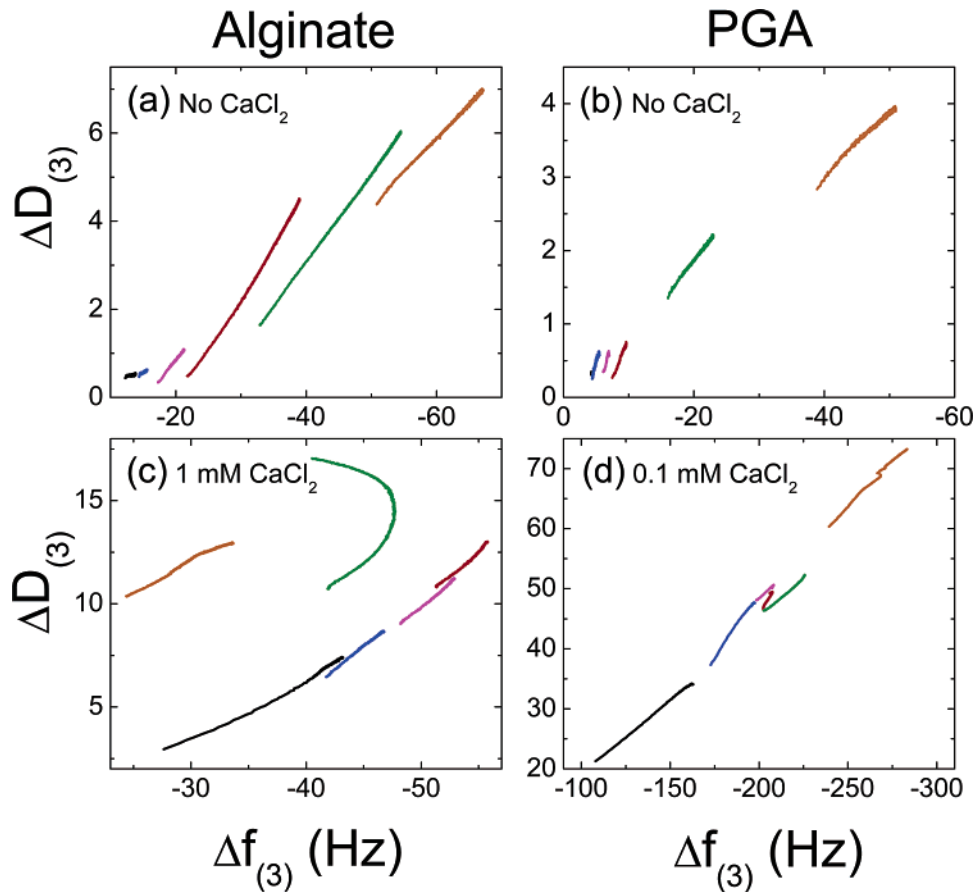 Alginate PGA
(a) No CaCl₂
(b) No CaCl₂
ΔD₍₃₎
6
4
2
0
4
3
2
1
0
-20 -40 -60
0 -20 -40 -60
(c) 1 mM CaCl₂
(d) 0.1 mM CaCl₂
ΔD₍₃₎
15
10
5
70
60
50
40
30
20
-30 -40 -50
-100 -150 -200 -250 -300
Δf₍₃₎ (Hz) Δf₍₃₎ (Hz)